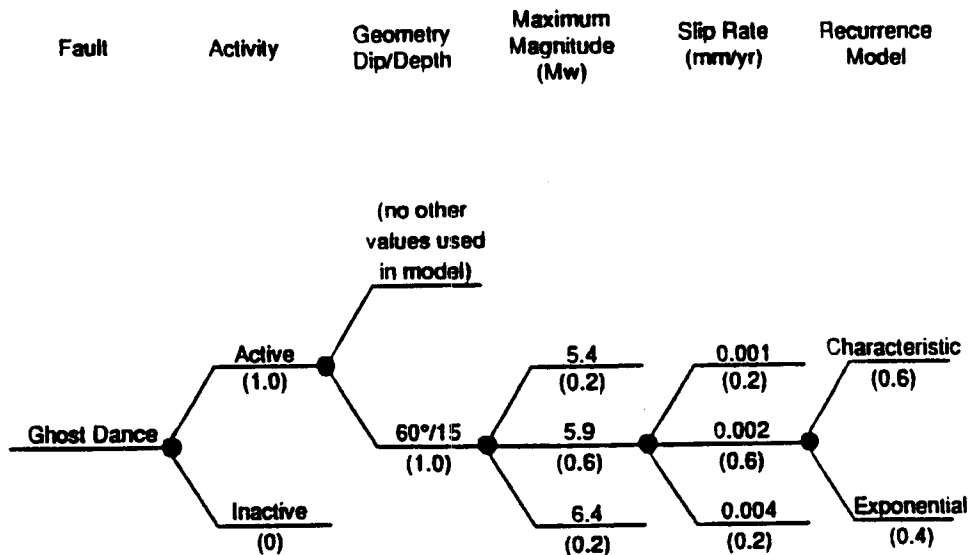 Fault
Activity
Geometry
Dip/Depth
Maximum
Magnitude
(Mw)
Slip Rate
(mm/yr)
Recurrence
Model
(no other
values used
in model)
Active
(1.0)
5.4
(0.2)
0.001
(0.2)
Characteristic
(0.6)
Ghost Dance
60°/15
(1.0)
5.9
(0.6)
0.002
(0.6)
Inactive
(0)
6.4
(0.2)
0.004
(0.2)
Exponential
(0.4)